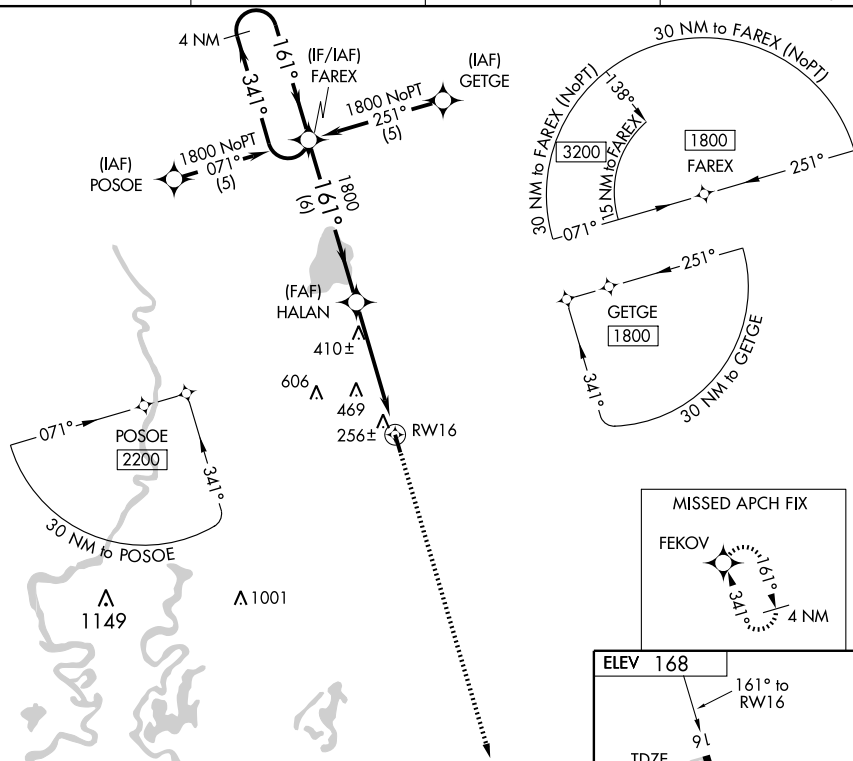 4 NM
161°
341°
(IF/IAF)
FAREX
(IAF)
GETGE
1800 NoPT
251°
(5)
(IAF)
POSOE
1800 NoPT
071°
(5)
1800
161°
(6)
(FAF)
HALAN
410±
606
469
256±
RW16
30 NM to FAREX (NoPT)
30 NM to FAREX (NoPT)
138°
15 NM to FAREX
3200
1800
FAREX
251°
071°
251°
GETGE
1800
341°
30 NM to GETGE
071°
POSOE
2200
341°
30 NM to POSOE
1149
1001
MISSED APCH FIX
FEKOV
161°
341°
4 NM
ELEV 168
161° to
RW16
16
TDZE